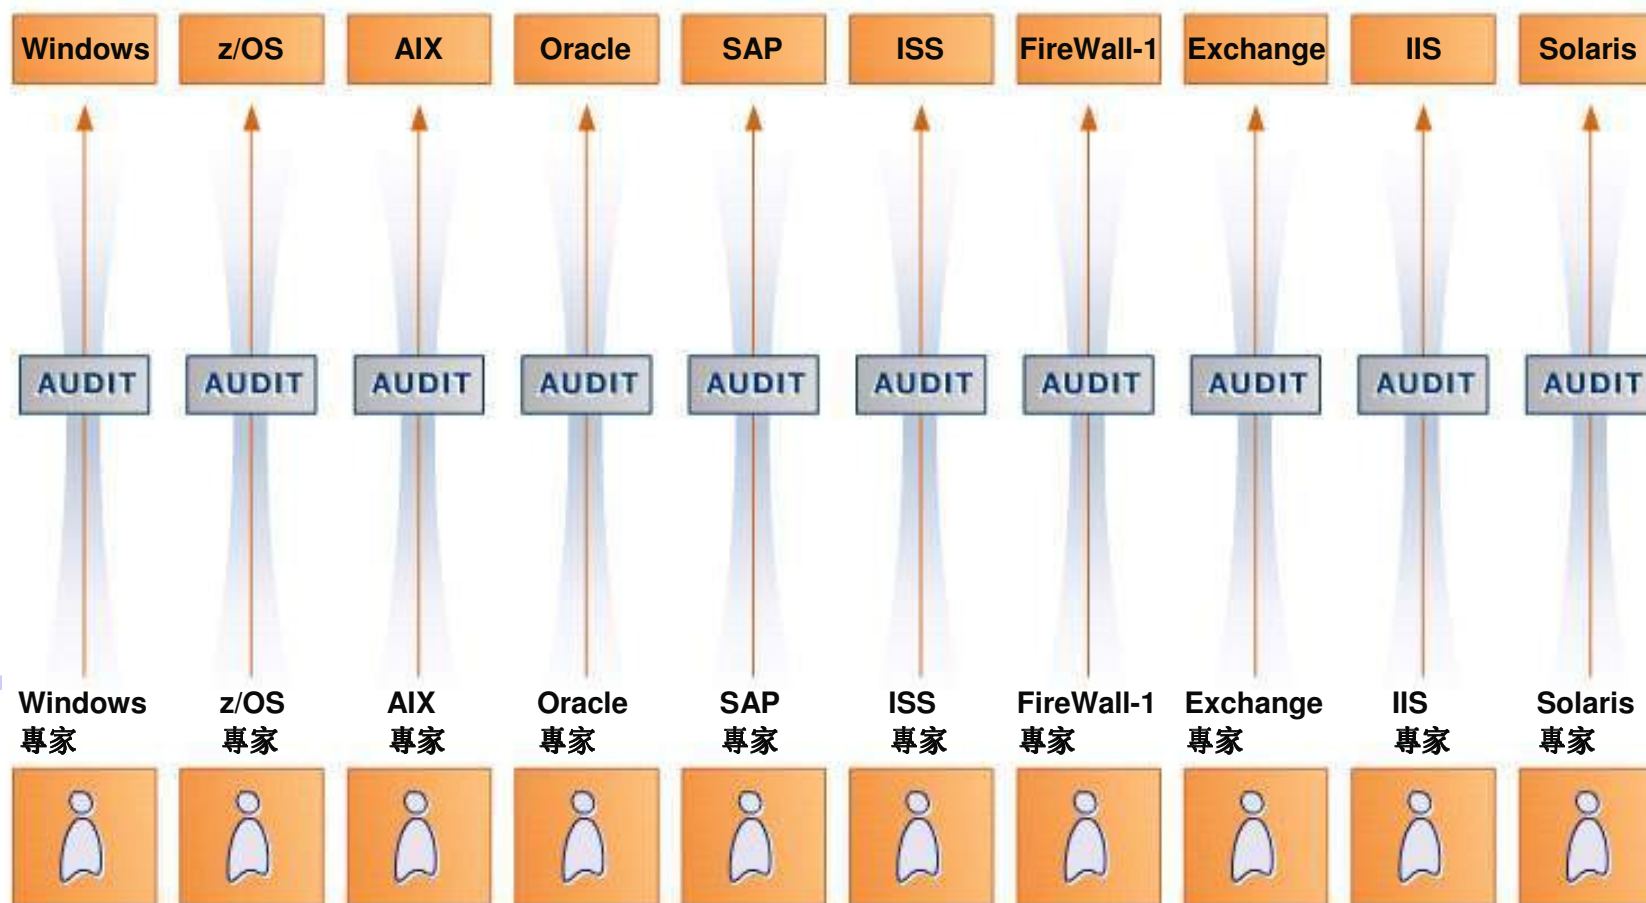 Windows z/OS AIX Oracle SAP ISS FireWall-1 Exchange IIS Solaris
AUDIT AUDIT AUDIT AUDIT AUDIT AUDIT AUDIT AUDIT AUDIT AUDIT
Windows z/OS AIX Oracle SAP ISS FireWall-1 Exchange IIS Solaris
專家 專家 專家 專家 專家 專家 專家 專家 專家 專家